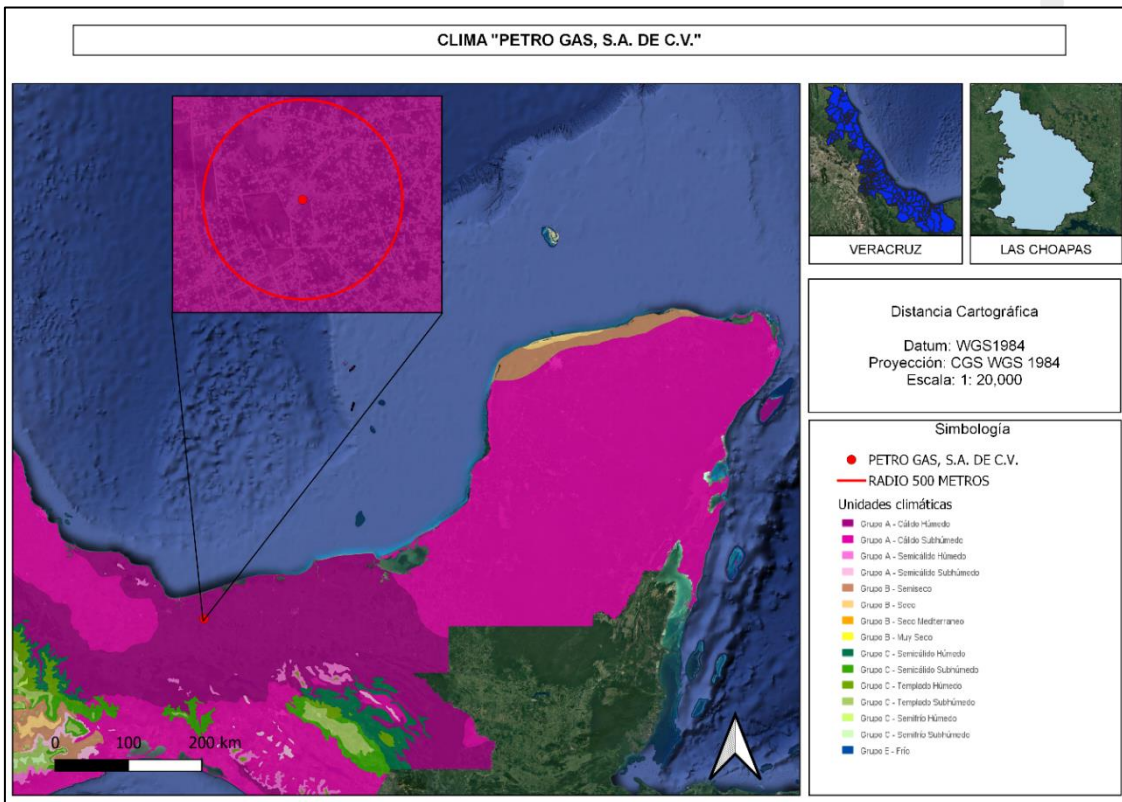 CLIMA "PETRO GAS, S.A. DE C.V."
VERACRUZ
LAS CHOAPAS
Distancia Cartográfica
Datum: WGS1984
Proyección: CGS WGS 1984
Escala: 1: 20,000
Simbología
PETRO GAS, S.A. DE C.V.
RADIO 500 METROS
Unidades climáticas
Grupo A - Cálido Húmedo
Grupo A - Cálido Subhúmedo
Grupo A - Semicálido Húmedo
Grupo A - Semicálido Subhúmedo
Grupo B - Semiseco
Grupo B - Seco
Grupo B - Seco Mediterraneo
Grupo B - Muy Seco
Grupo C - Semicálido Húmedo
Grupo C - Semicálido Subhúmedo
Grupo C - Templado Húmedo
Grupo C - Templado Subhúmedo
Grupo C - Semifrío Húmedo
Grupo C - Semifrío Subhúmedo
Grupo E - Frío
0 100 200 km